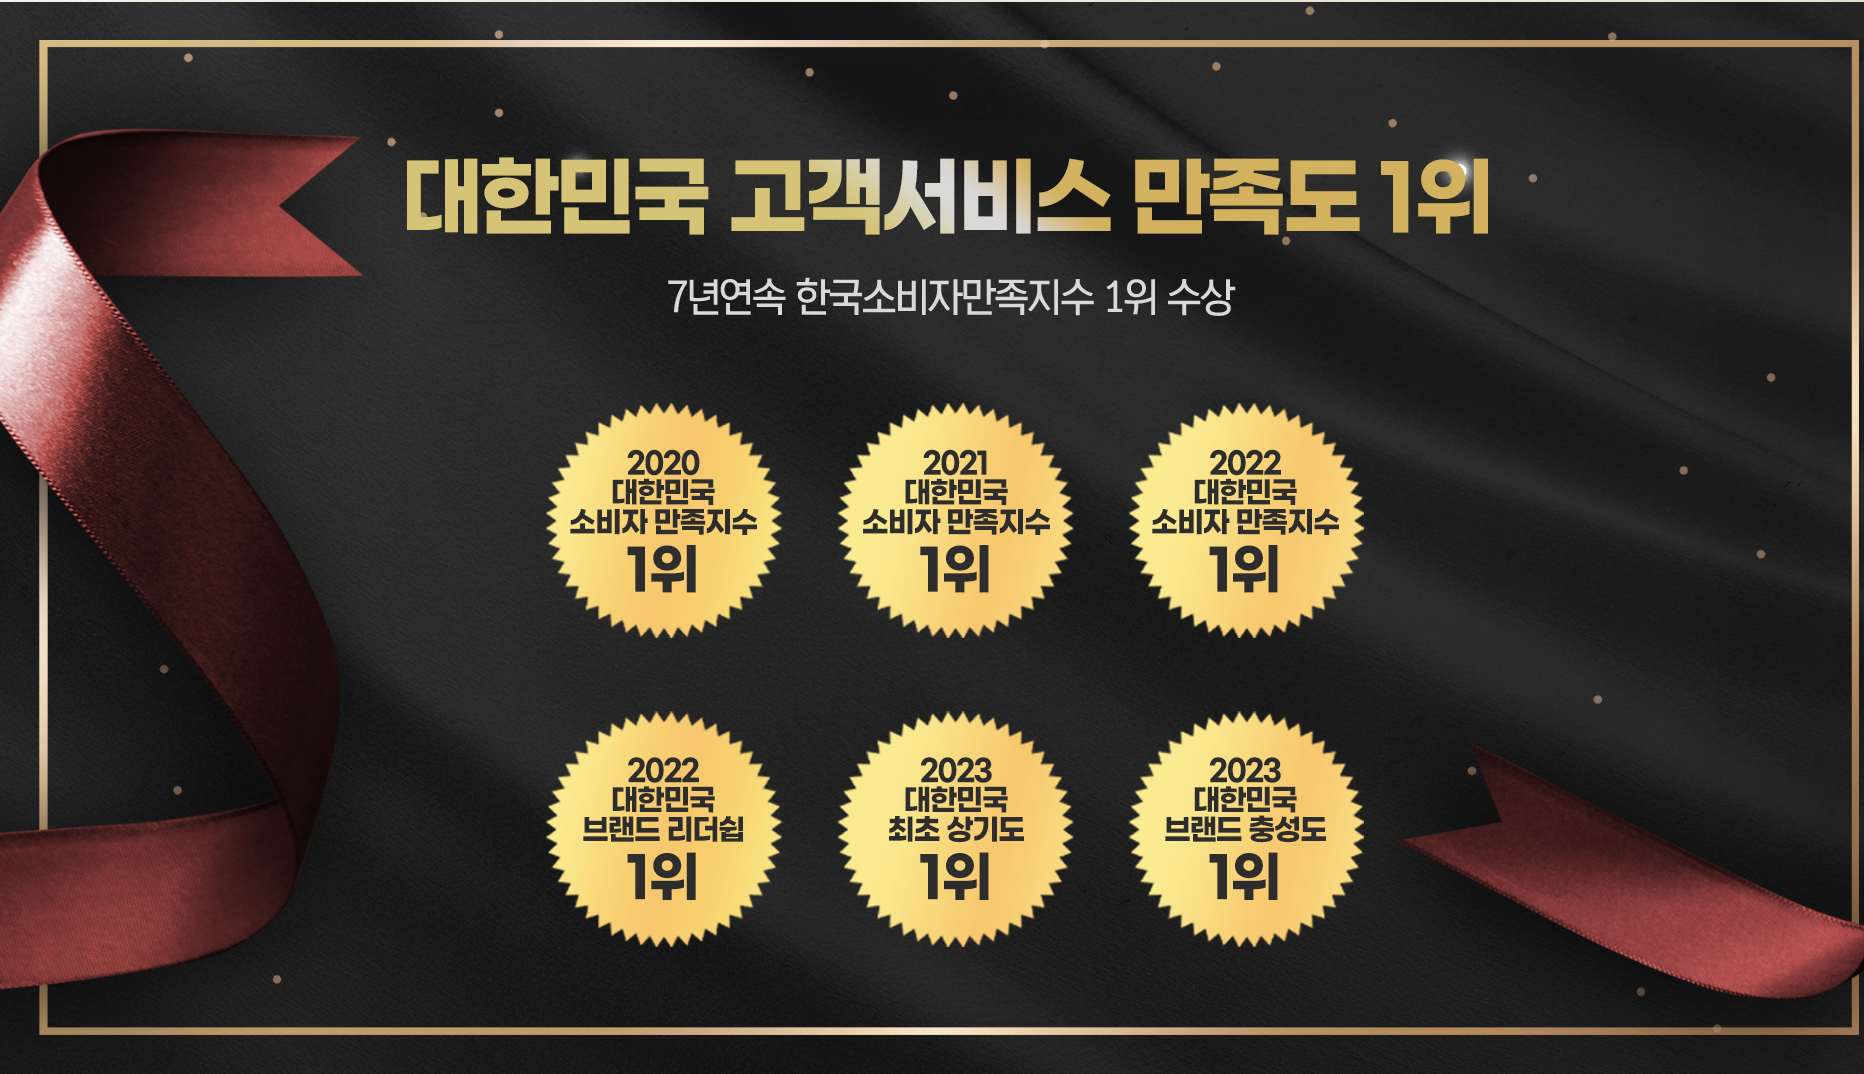 대한민국 고객서비스 만족도 1위
7년연속 한국소비자만족지수 1위 수상
2020
대한민국
소비자 만족지수
1위
2021
대한민국
소비자 만족지수
1위
2022
대한민국
소비자 만족지수
1위
2022
대한민국
브랜드 리더쉽
1위
2023
대한민국
최초 상기도
1위
2023
대한민국
브랜드 충성도
1위